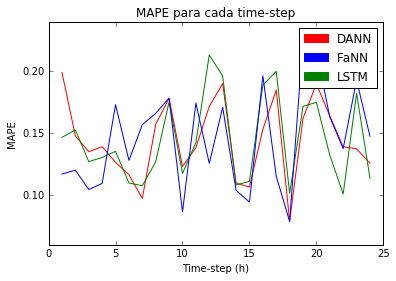 MAPE para cada time-step
DANN
FaNN
LSTM
0.20
0.15
0.10
MAPE
0 5 10 15 20 25
Time-step (h)